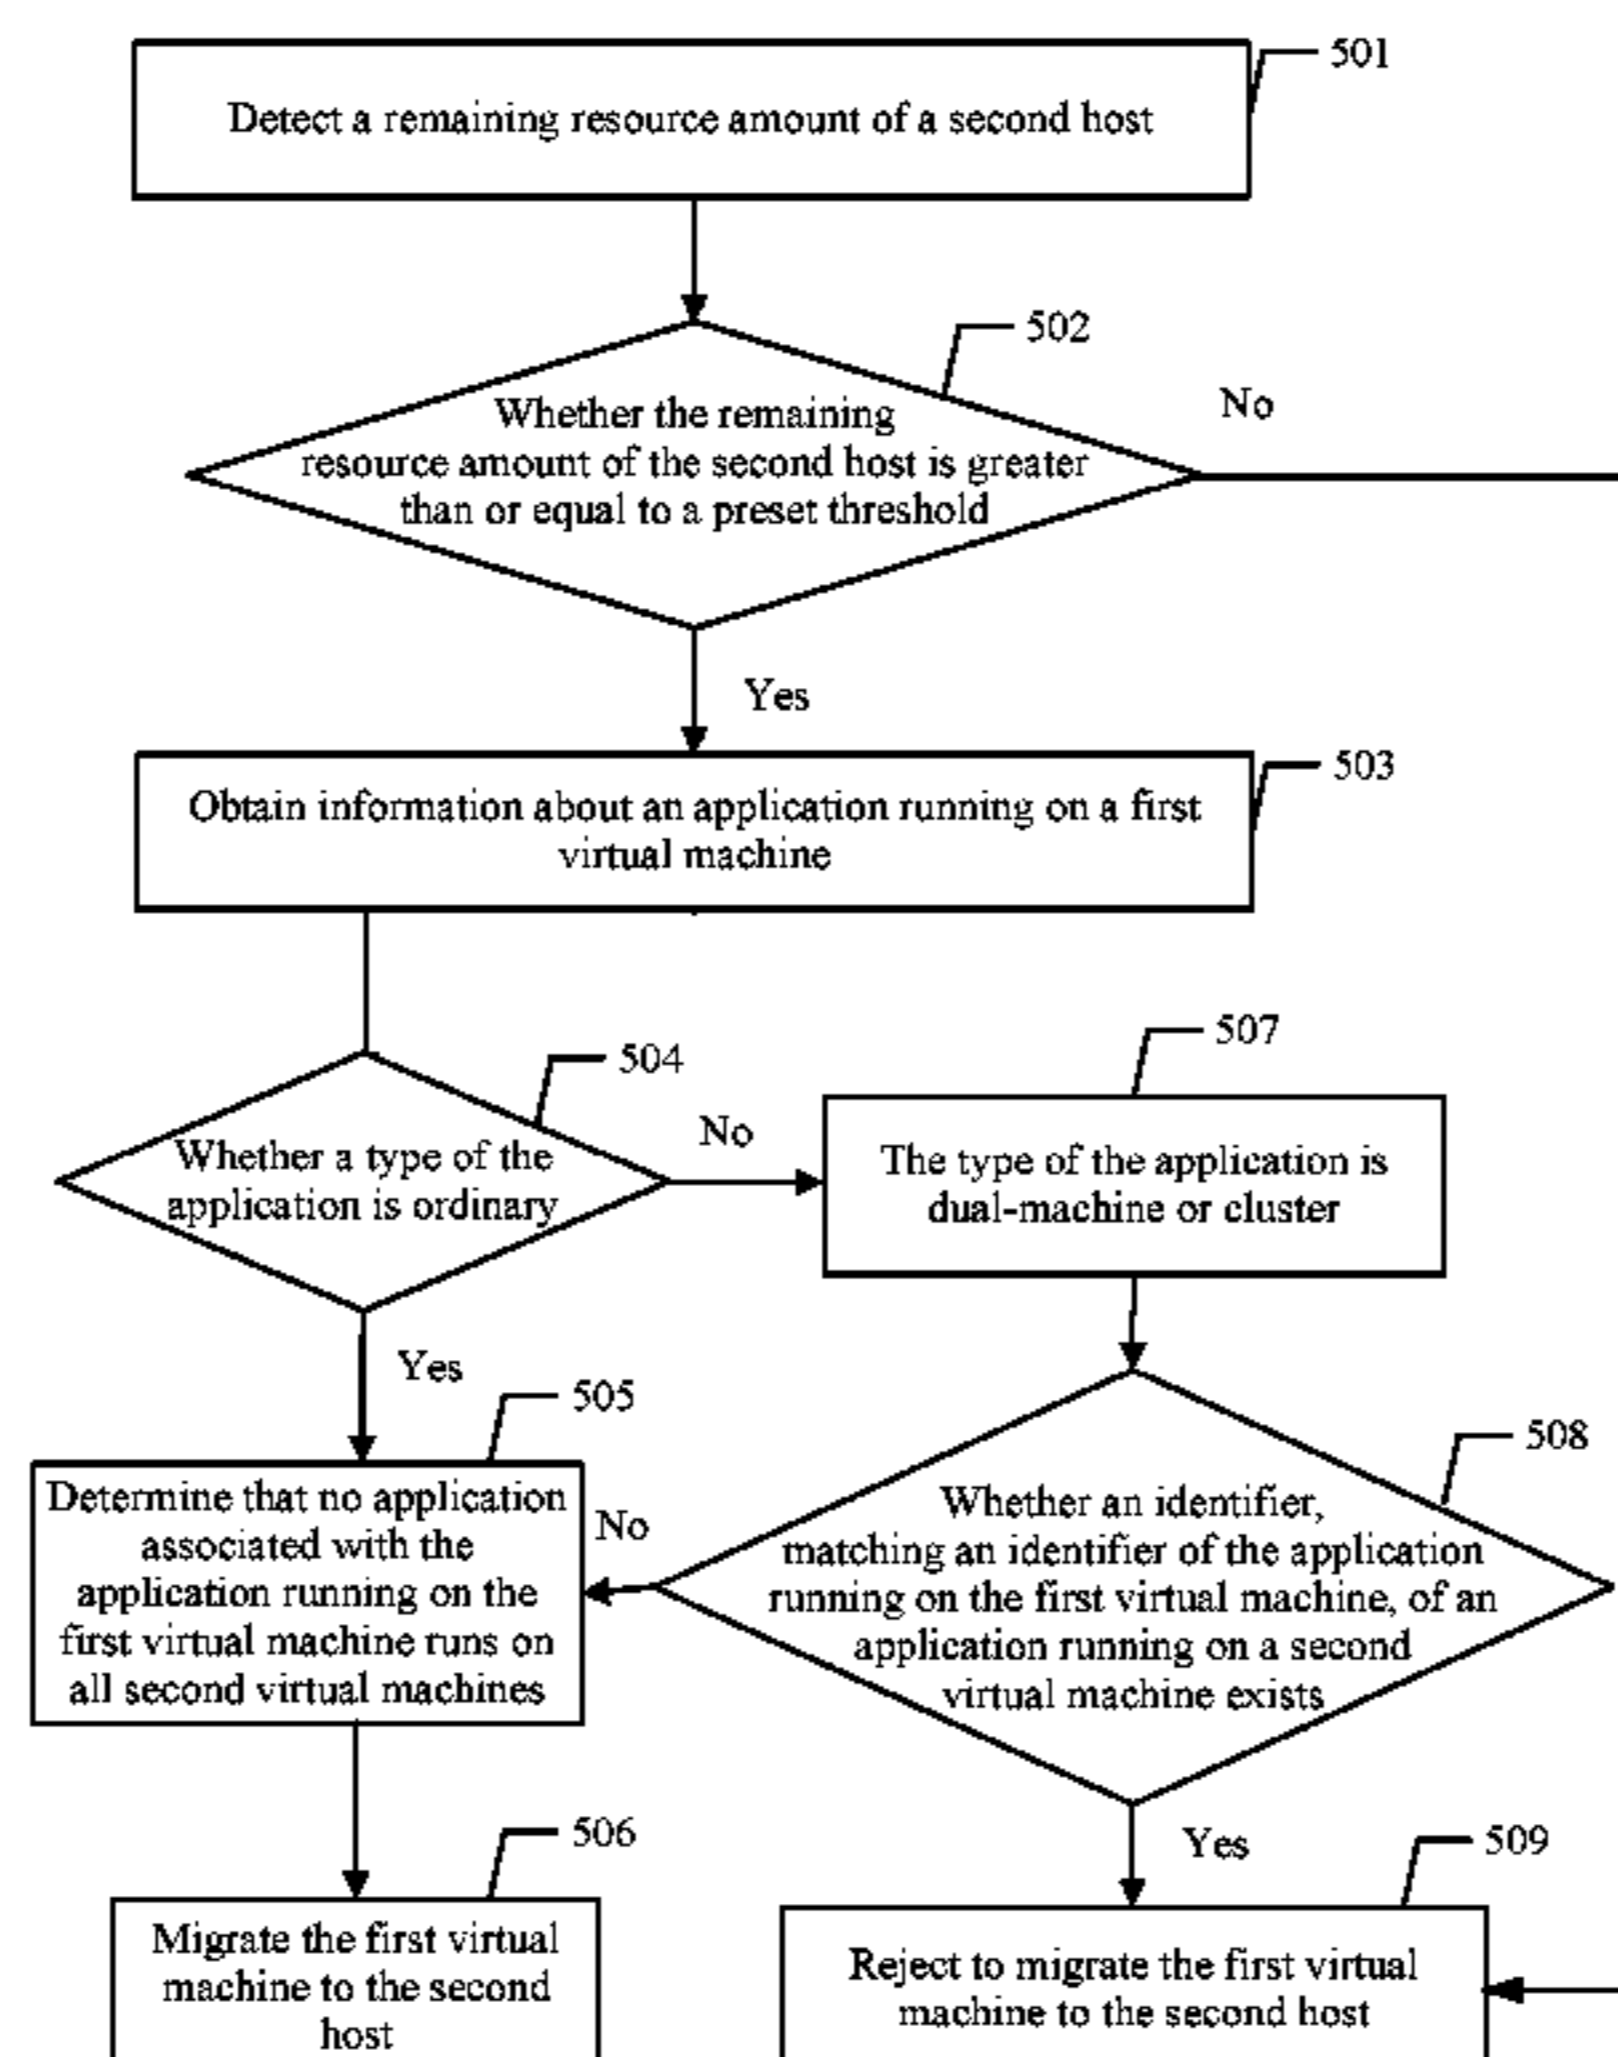 501
Detect a remaining resource amount of a second host
502
No
Whether the remaining
resource amount of the second host is greater
than or equal to a preset threshold
Yes
503
Obtain information about an application running on a first
virtual machine
504
507
No
Whether a type of the
application is ordinary
The type of the application is
dual-machine or cluster
Yes
505
508
Determine that no application
associated with the
application running on the
first virtual machine runs on
all second virtual machines
No
Whether an identifier,
matching an identifier of the application
running on the first virtual machine, of an
application running on a second
virtual machine exists
506
Yes
509
Migrate the first virtual
machine to the second
host
Reject to migrate the first virtual
machine to the second host